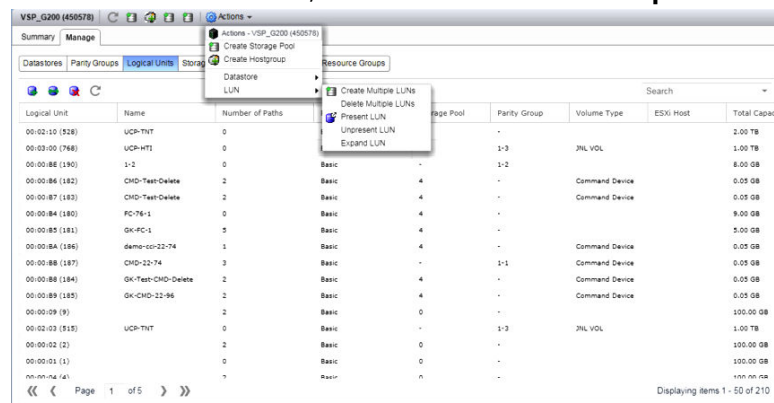 VSP_G200 (450578) Actions
Summary Manage Actions - VSP_G200 (450578)
Create Storage Pool
Datastores Parity Groups Logical Units Create Hostgroup Resource Groups
Datastore
LUN Create Multiple LUNs Search
Delete Multiple LUNs
Logical Unit Name Number of Paths Present LUN Parity Group Volume Type ESXi Host
00:02:10 (528) UCP-TNT 0 Unpresent LUN - 2.00 TB
00:03:00 (768) UCP-HTI 0 Expand LUN 1-3 JNL VOL 1.00 TB
00:00:BE (190) 1-2 0 Basic - 1-2 8.00 GB
00:00:B6 (182) CMD-Test-Delete 2 Basic 4 - Command Device 0.05 GB
00:00:B7 (183) CMD-Test-Delete 2 Basic 4 - Command Device 0.05 GB
00:00:B4 (180) FC-76-1 0 Basic 4 - 9.00 GB
00:00:B5 (181) GK-FC-1 5 Basic 4 - 5.00 GB
00:00:BA (186) demo-cci-22-74 1 Basic 4 - Command Device 0.05 GB
00:00:BB (187) CMD-22-74 3 Basic - 1-1 Command Device 0.05 GB
00:00:B8 (184) GK-Test-CMD-Delete 2 Basic 4 - Command Device 0.05 GB
00:00:B9 (185) GK-CMD-22-96 2 Basic 4 - Command Device 0.05 GB
00:00:09 (9) 2 Basic 0 - 100.00 GB
00:02:03 (515) UCP-TNT 0 Basic - 1-3 JNL VOL 1.00 TB
00:00:02 (2) 2 Basic 0 - 100.00 GB
00:00:01 (1) 0 Basic 0 - 100.00 GB
00:00:04 (4) 2 Basic 0 - 100.00 GB
Page 1 of 5 Displaying items 1 - 50 of 210